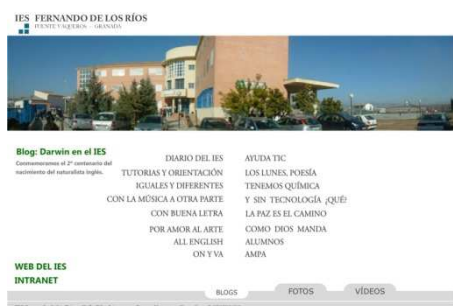 IES FERNANDO DE LOS RÍOS
FUENTE VAQUEROS - GRANADA
Blog: Darwin en el IES
Conmemoramos el 2º centenario del
nacimiento del naturalista inglés.
DIARIO DEL IES
TUTORIAS Y ORIENTACIÓN
IGUALES Y DIFERENTES
CON LA MÚSICA A OTRA PARTE
CON BUENA LETRA
POR AMOR AL ARTE
ALL ENGLISH
ON Y VA
AYUDA TIC
LOS LUNES, POESÍA
TENEMOS QUÍMICA
Y SIN TECNOLOGÍA ¿QUÉ?
LA PAZ ES EL CAMINO
COMO DIOS MANDA
ALUMNOS
AMPA
WEB DEL IES
INTRANET
BLOGS
FOTOS
VÍDEOS